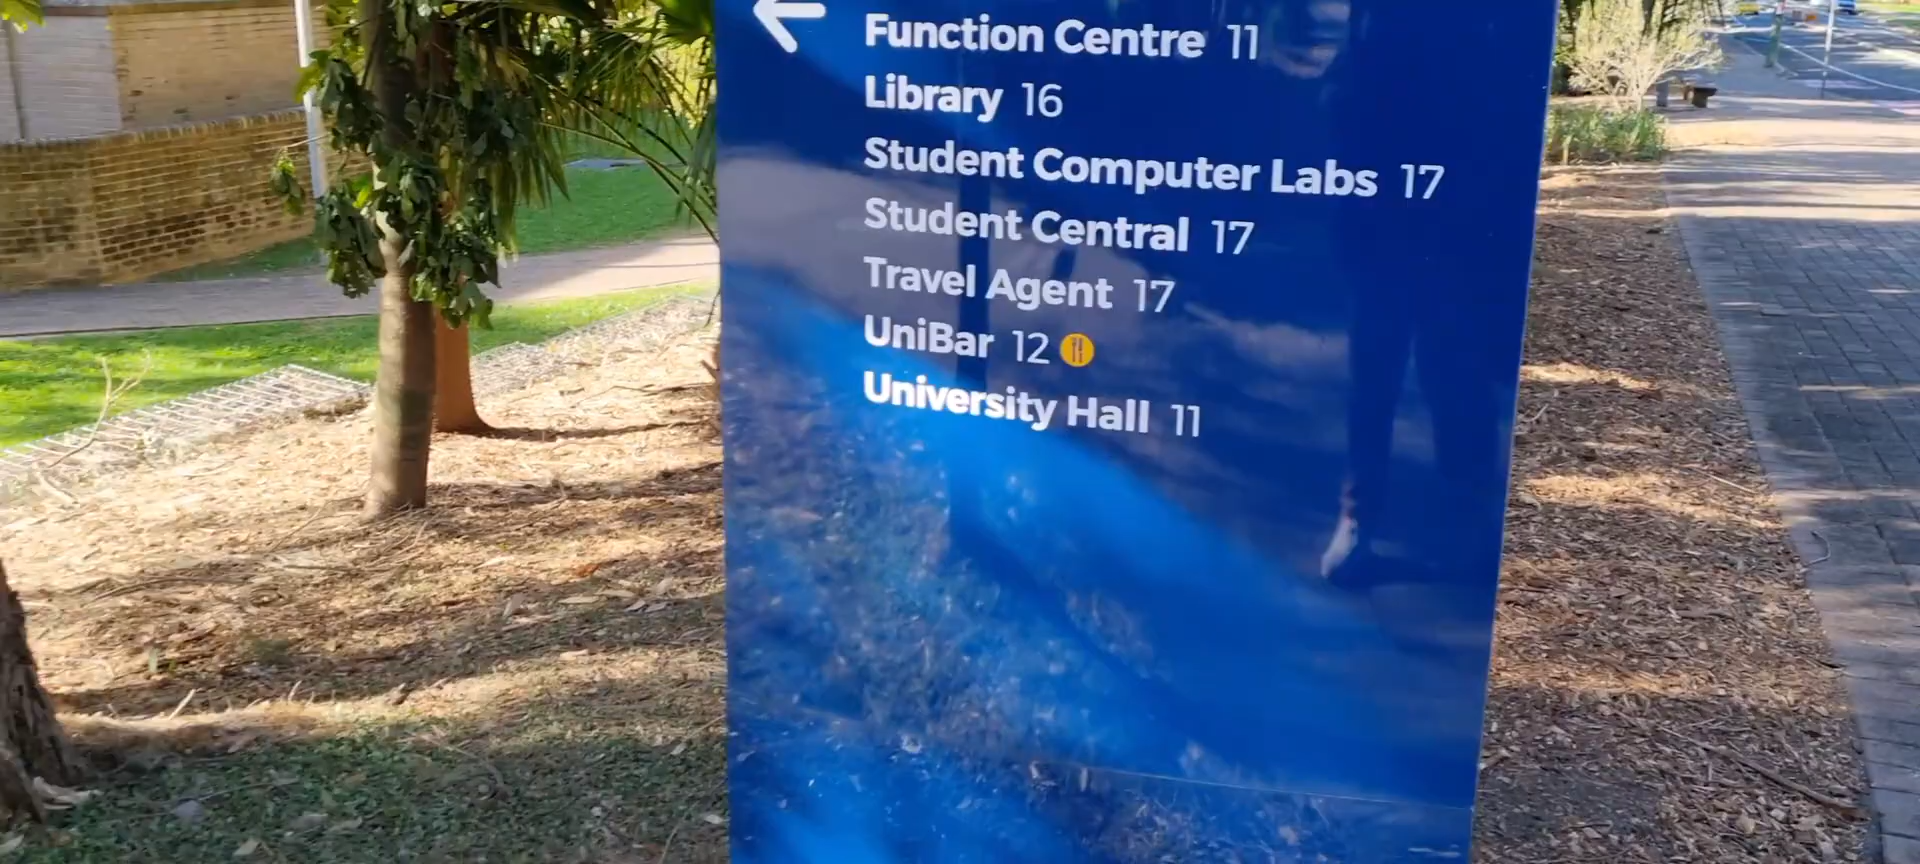 Function Centre 11
Library 16
Student Computer Labs 17
Student Central 17
Travel Agent 17
UniBar 12
University Hall 11